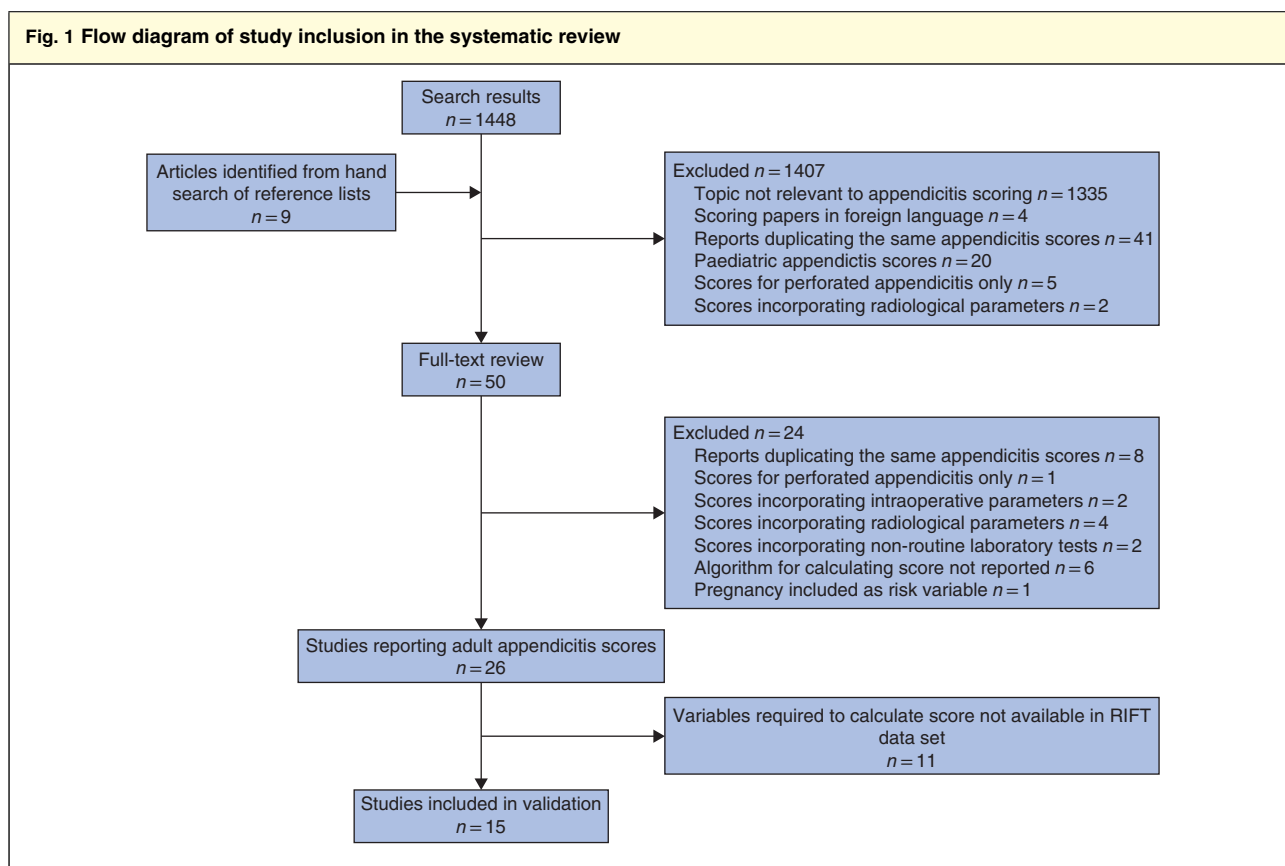 Fig. 1 Flow diagram of study inclusion in the systematic review
Search results
n = 1448
Articles identified from hand
search of reference lists
n = 9
Excluded n = 1407
Topic not relevant to appendicitis scoring n = 1335
Scoring papers in foreign language n = 4
Reports duplicating the same appendicitis scores n = 41
Paediatric appendictis scores n = 20
Scores for perforated appendicitis only n = 5
Scores incorporating radiological parameters n = 2
Full-text review
n = 50
Excluded n = 24
Reports duplicating the same appendicitis scores n = 8
Scores for perforated appendicitis only n = 1
Scores incorporating intraoperative parameters n = 2
Scores incorporating radiological parameters n = 4
Scores incorporating non-routine laboratory tests n = 2
Algorithm for calculating score not reported n = 6
Pregnancy included as risk variable n = 1
Studies reporting adult appendicitis scores
n = 26
Variables required to calculate score not available in RIFT
data set
n = 11
Studies included in validation
n = 15